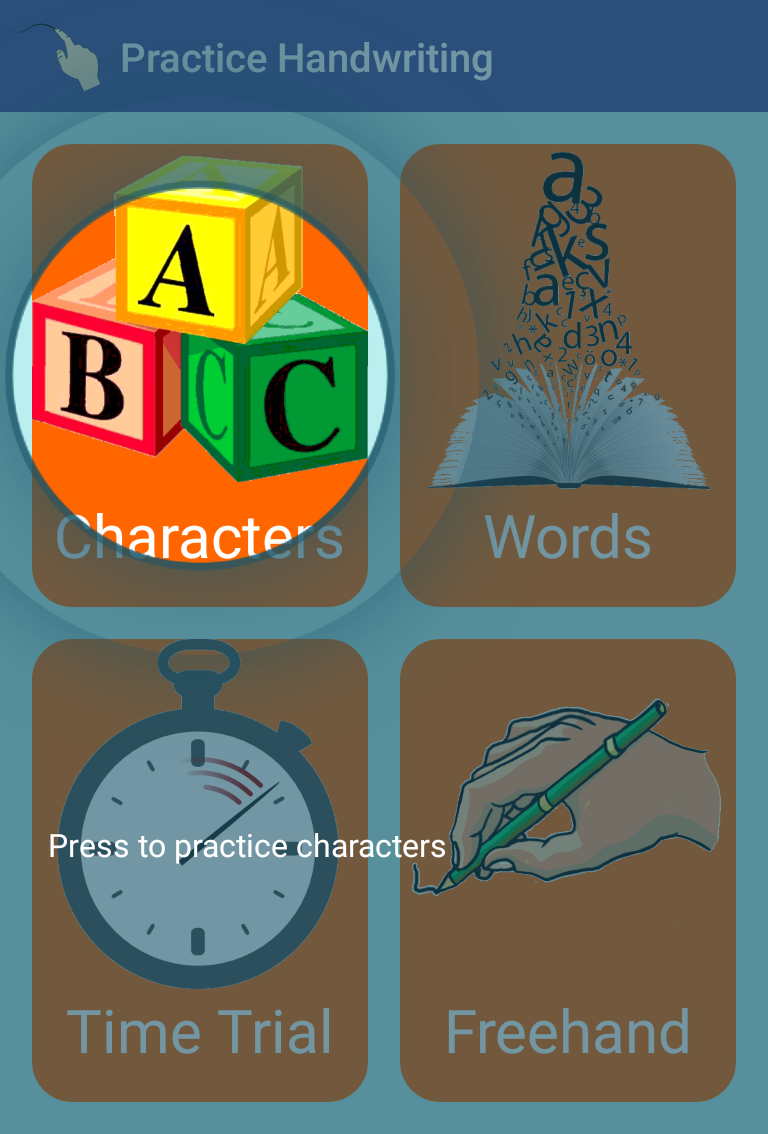 Practice Handwriting
A
A
B
C
C
Characters
Words
Press to practice characters
Time Trial
Freehand